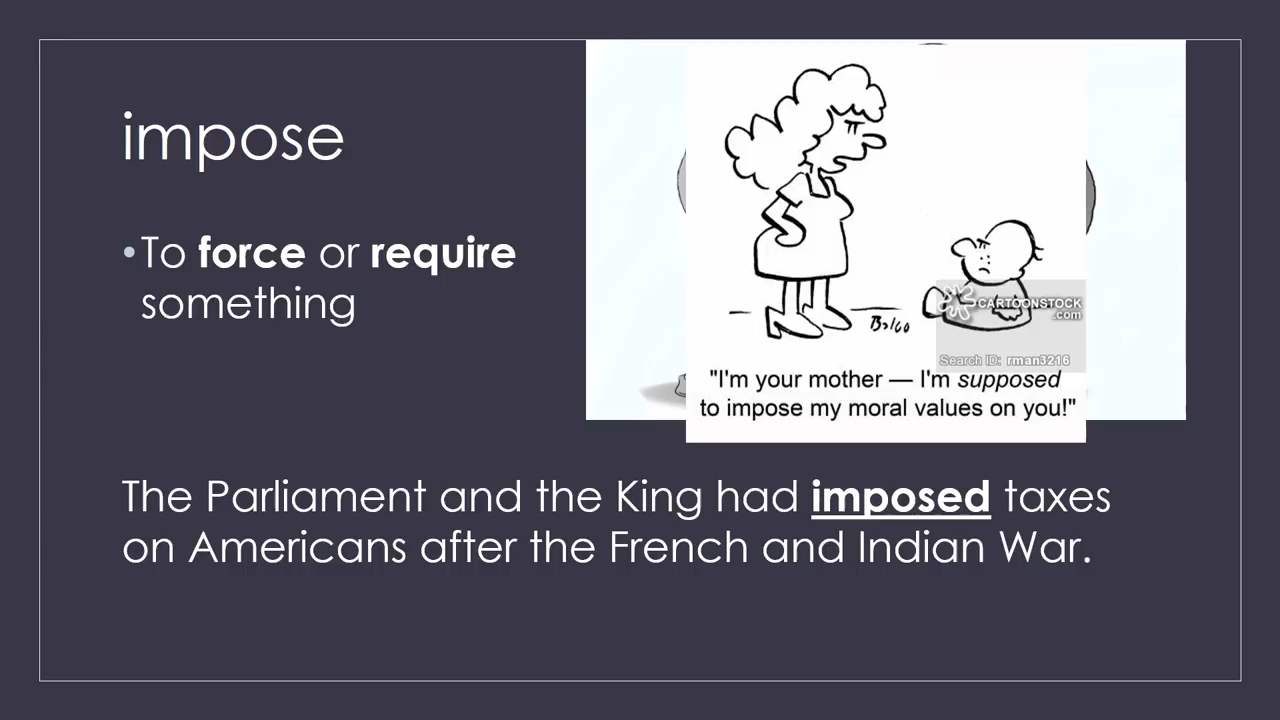 impose
•To force or require
something
CARTOONSTOCK
.com
Search ID: rman3216
"I'm your mother — I'm supposed
to impose my moral values on you!"
The Parliament and the King had imposed taxes
on Americans after the French and Indian War.